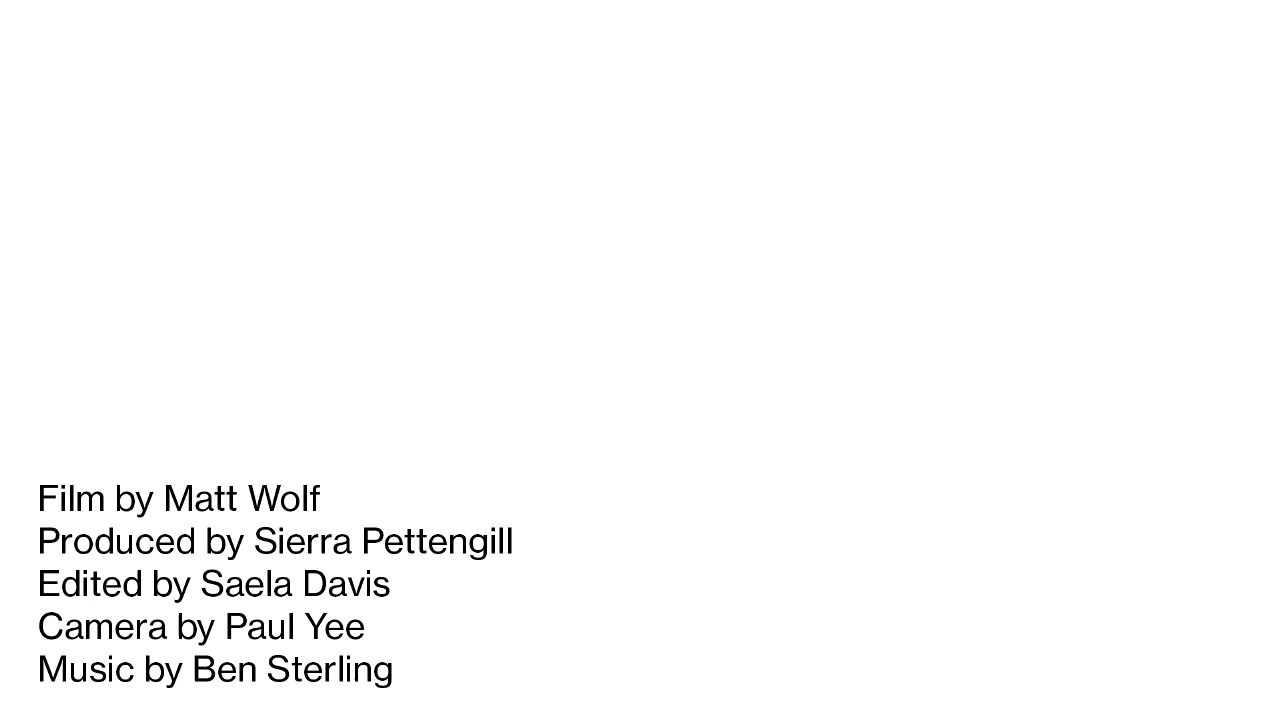 Film by Matt Wolf
Produced by Sierra Pettengill
Edited by Saela Davis
Camera by Paul Yee
Music by Ben Sterling